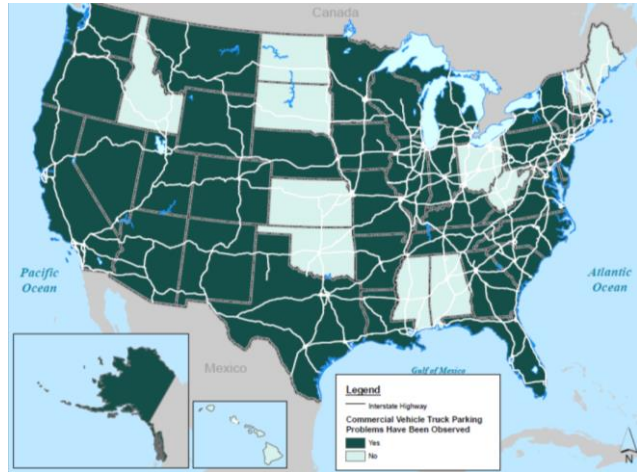 Canada
Pacific
Ocean
Atlantic
Ocean
Mexico
Gulf of Mexico
Legend
Interstate Highway
Commercial Vehicle Truck Parking
Problems Have Been Observed
Yes
No
N